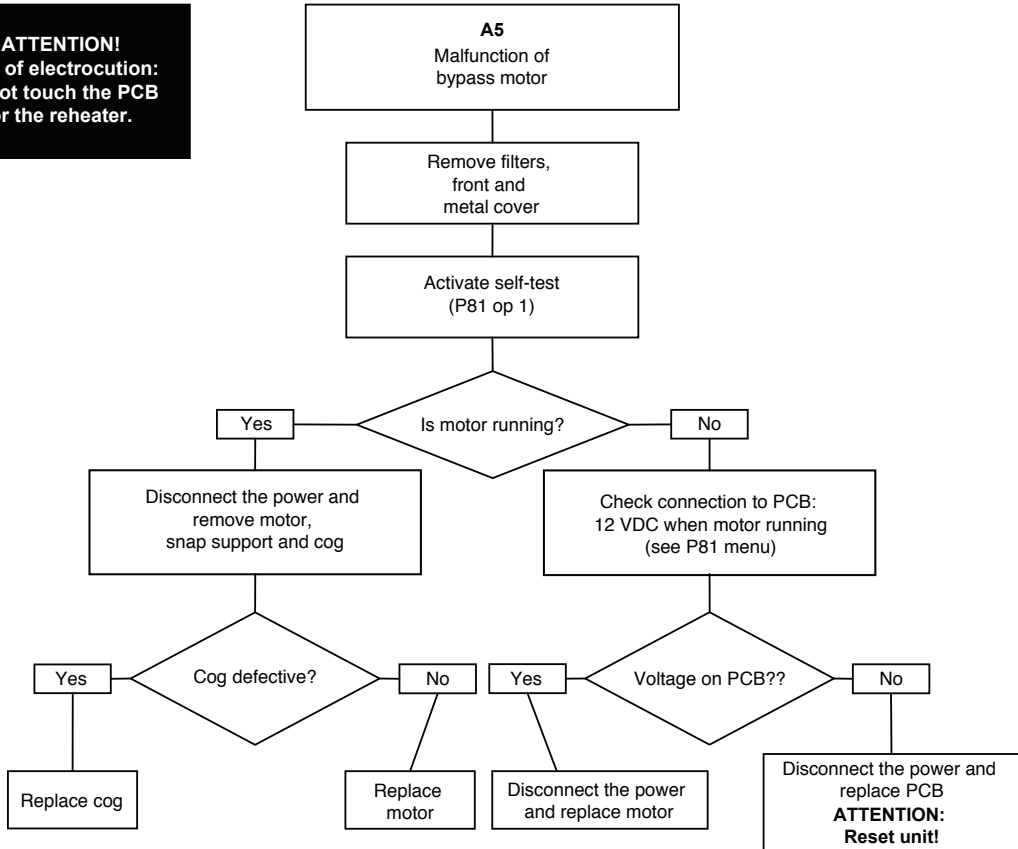 ATTENTION!
of electrocution:
touch the PCB
the reheater.
A5
Malfunction of
bypass motor
Remove filters,
front and
metal cover
Activate self-test
(P81 op 1)
Is motor running?
Yes
No
Disconnect the power and
remove motor,
snap support and cog
Check connection to PCB:
12 VDC when motor running
(see P81 menu)
Cog defective?
Yes
No
Voltage on PCB??
Yes
No
Replace cog
Replace
motor
Disconnect the power
and replace motor
Disconnect the power and
replace PCB
ATTENTION:
Reset unit!